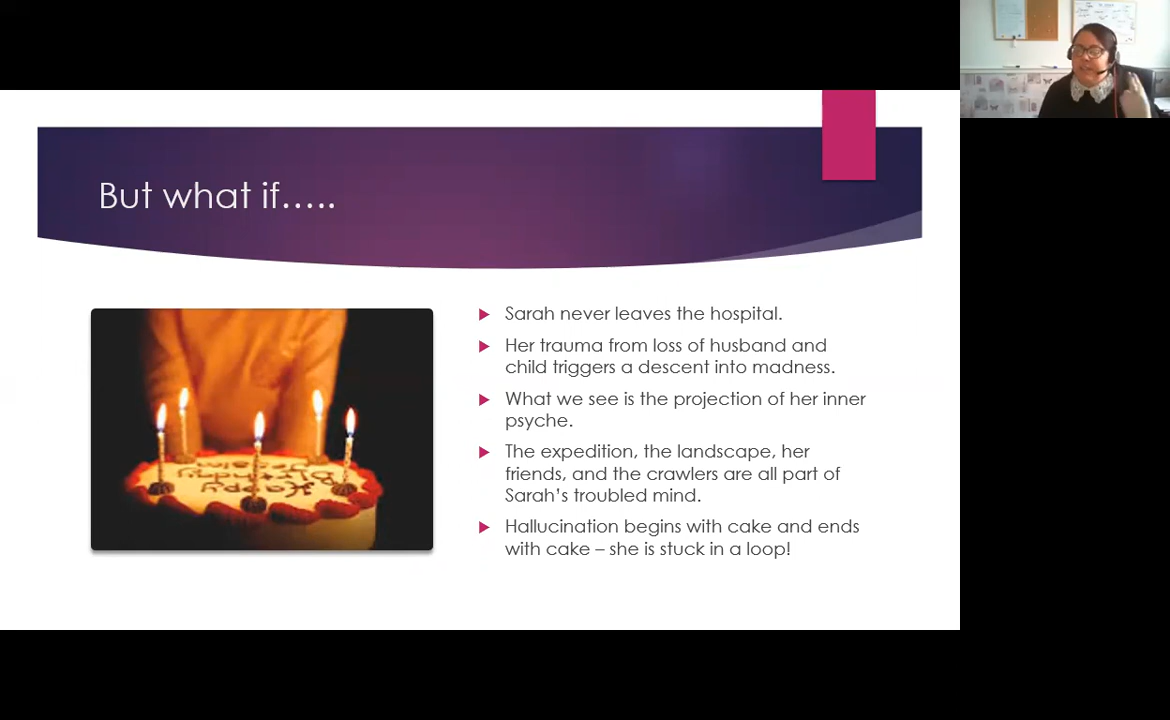 But what if…..
Sarah never leaves the hospital.
Her trauma from loss of husband and
child triggers a descent into madness.
What we see is the projection of her inner
psyche.
The expedition, the landscape, her
friends, and the crawlers are all part of
Sarah's troubled mind.
Hallucination begins with cake and ends
with cake – she is stuck in a loop!
Happy
Birthday